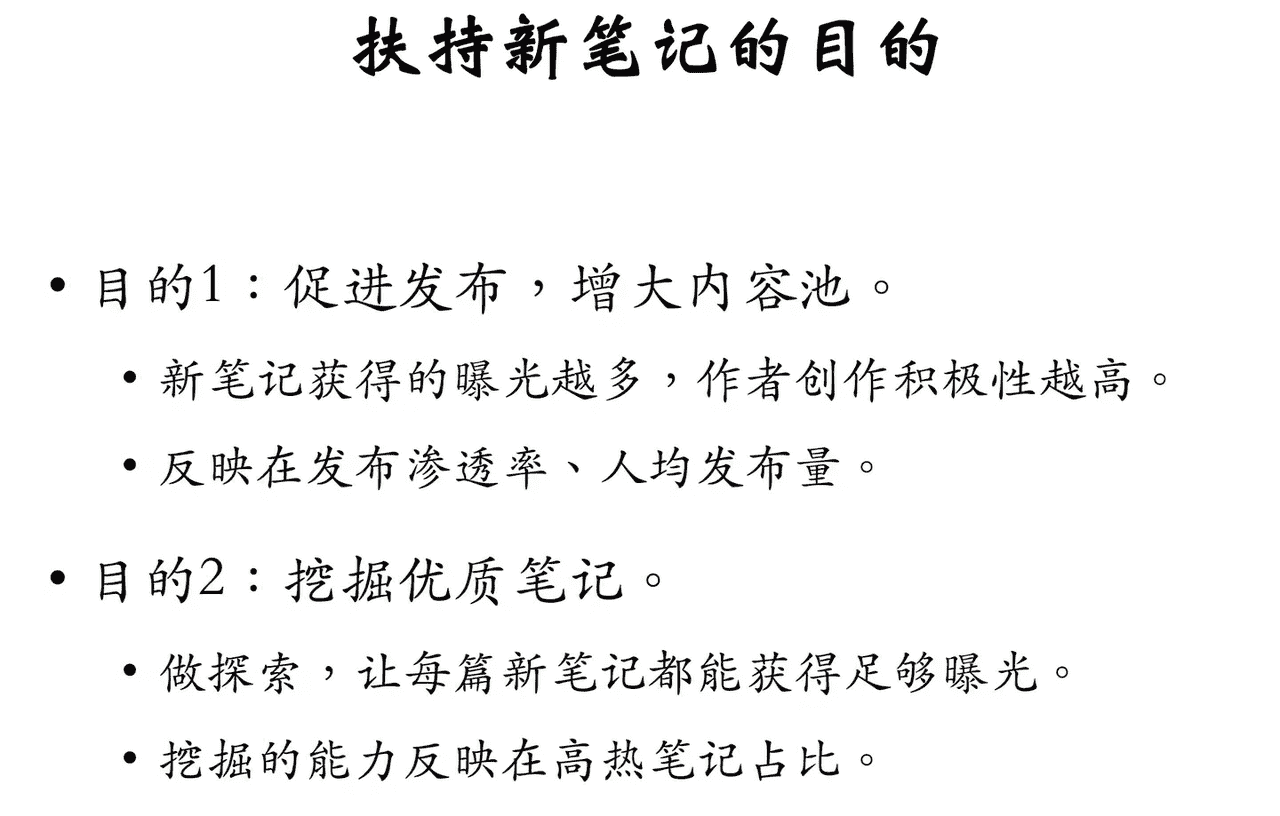 扶持新笔记的目的
• 目的1：促进发布，增大内容池。
• 新笔记获得的曝光越多，作者创作积极性越高。
• 反映在发布渗透率、人均发布量。
• 目的2：挖掘优质笔记。
• 做探索，让每篇新笔记都能获得足够曝光。
• 挖掘的能力反映在高热笔记占比。